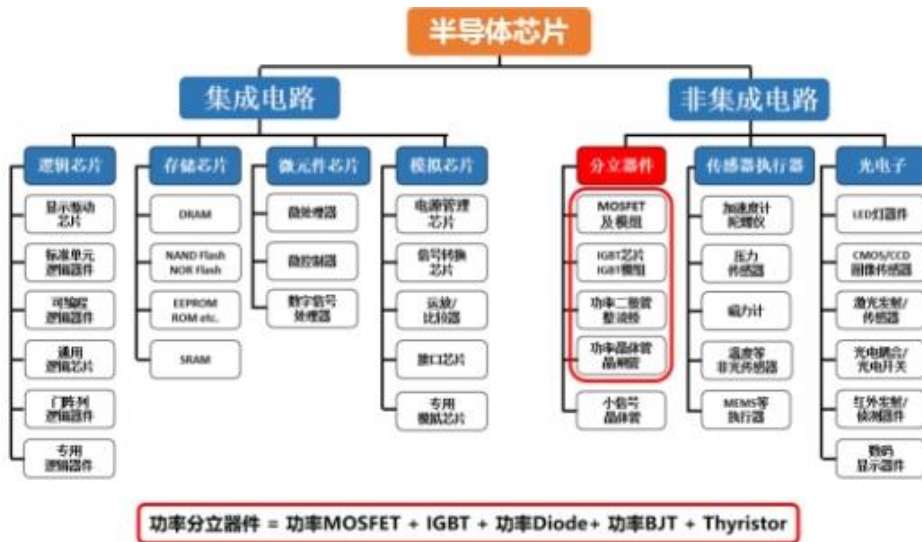 半导体芯片
集成电路
非集成电路
逻辑芯片
存储芯片
微元件芯片
模拟芯片
分立器件
传感器执行器
光电子
显示驱动
芯片
标准单元
逻辑器件
可编程
逻辑器件
通用
逻辑芯片
门阵列
逻辑器件
专用
逻辑器件
DRAM
NAND Flash
NOR Flash
EEPROM
ROM etc.
SRAM
微处理器
微控制器
数字信号
处理器
电源管理
芯片
信号转换
芯片
运放/
比较器
接口芯片
专用
模拟芯片
MOSFET
及模组
IGBT芯片
IGBT模组
功率二极管
整流桥
功率晶体管
晶闸管
小信号
晶体管
加速度计
陀螺仪
压力
传感器
磁力计
温度等
非光传感器
MEMS等
执行器
LED灯器件
CMOS/CCD
图像传感器
激光发射/
传感器
光电耦合/
光电开关
红外发射/
侦测器件
数码
显示器件
功率分立器件 = 功率MOSFET + IGBT + 功率Diode+ 功率BJT + Thyristor